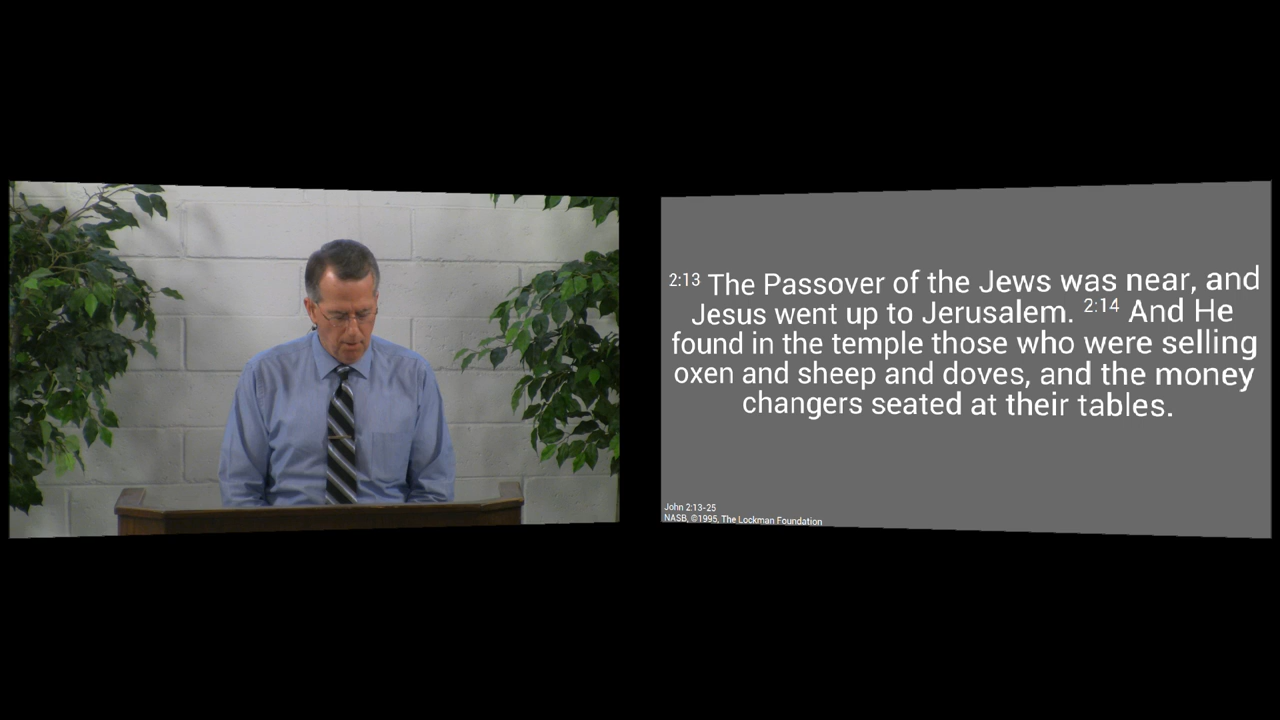 2:13 The Passover of the Jews was near, and
Jesus went up to Jerusalem. 2:14 And He
found in the temple those who were selling
oxen and sheep and doves, and the money
changers seated at their tables.
John 2:13-25
NASB, ©1995, The Lockman Foundation